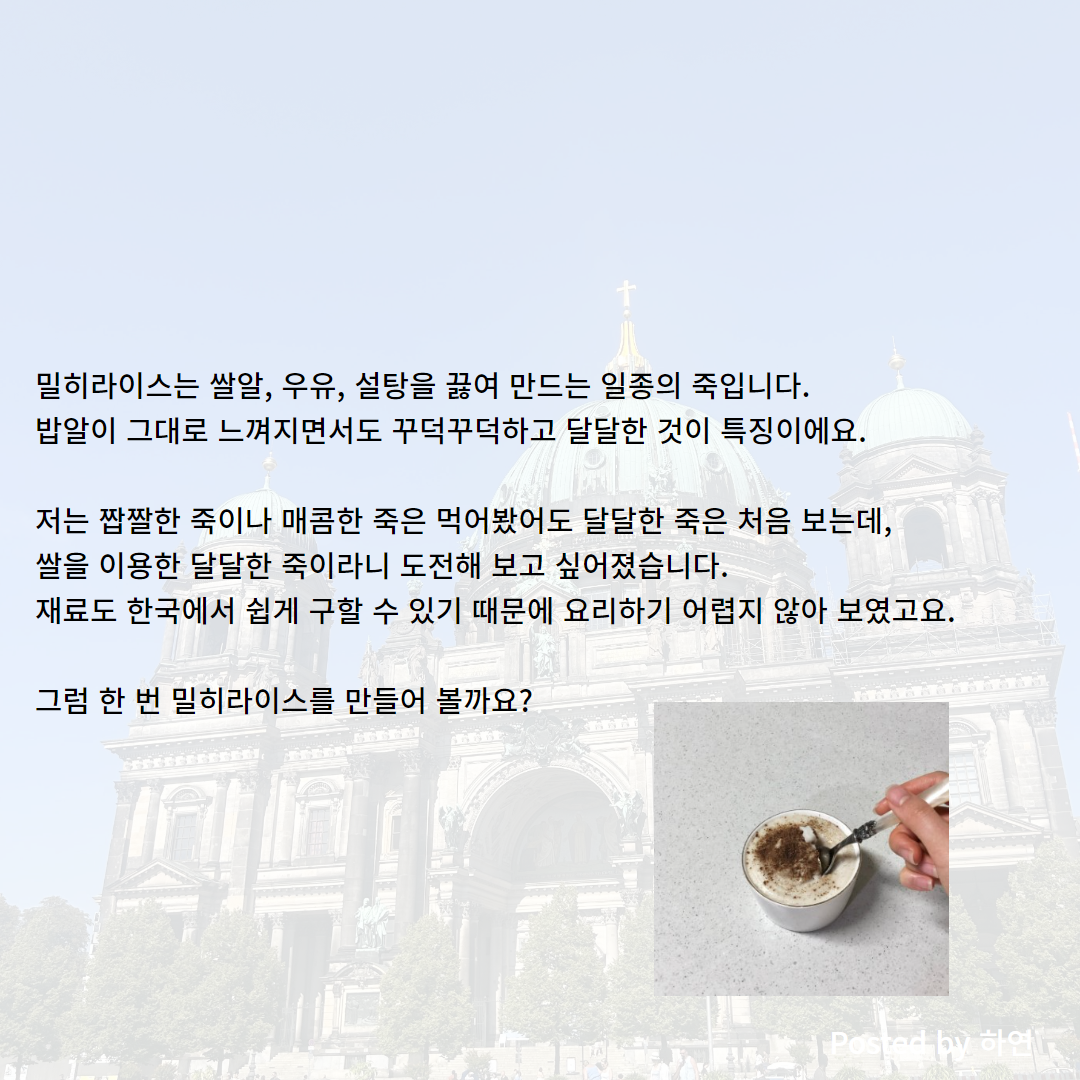 밀히라이스는 쌀알, 우유, 설탕을 끓여 만드는 일종의 죽입니다.
밥알이 그대로 느껴지면서도 꾸덕꾸덕하고 달달한 것이 특징이에요.
저는 짭짤한 죽이나 매콤한 죽은 먹어봤어도 달달한 죽은 처음 보는데,
쌀을 이용한 달달한 죽이라니 도전해 보고 싶어졌습니다.
재료도 한국에서 쉽게 구할 수 있기 때문에 요리하기 어렵지 않아 보였고요.
그럼 한 번 밀히라이스를 만들어 볼까요?
Posted by 하연